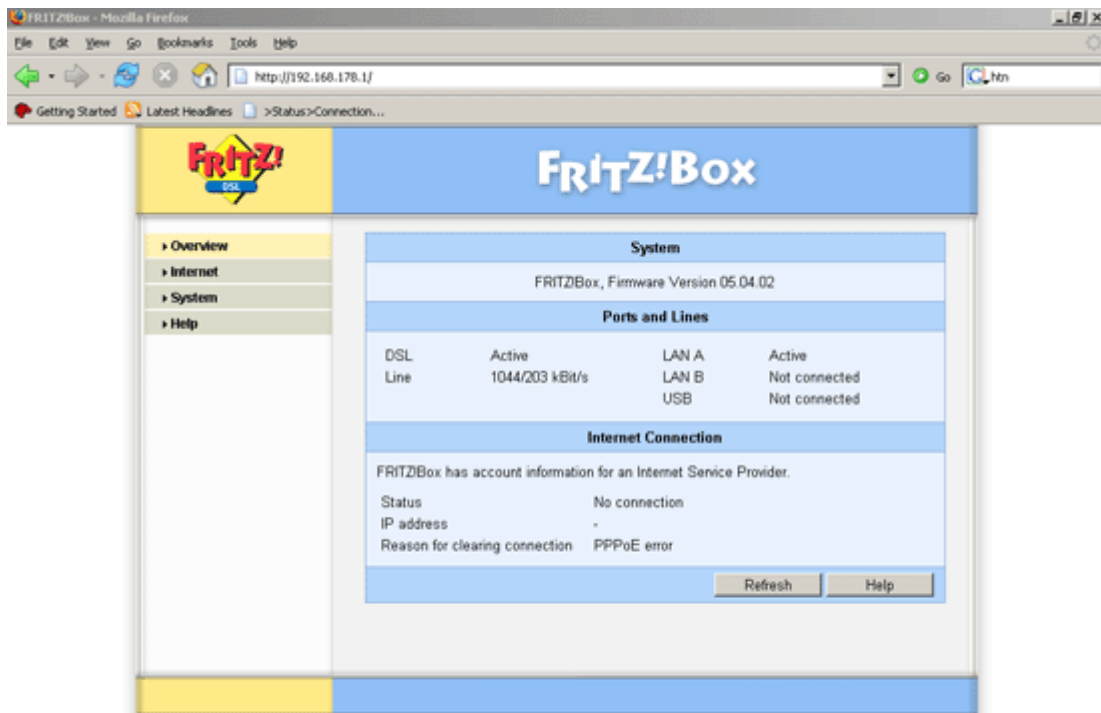 FRITZ!Box - Mozilla Firefox
File Edit View Go Bookmarks Tools Help
http://192.168.178.1/ Go htn
Getting Started Latest Headlines >Status>Connection...
FRITZ!
DSL
FRITZ!BOX
Overview
Internet
System
Help
System
FRITZ!Box, Firmware Version 05.04.02
Ports and Lines
DSL Active LAN A Active
Line 1044/203 kBit/s LAN B Not connected
USB Not connected
Internet Connection
FRITZ!Box has account information for an Internet Service Provider.
Status No connection
IP address -
Reason for clearing connection PPPoE error
Refresh Help